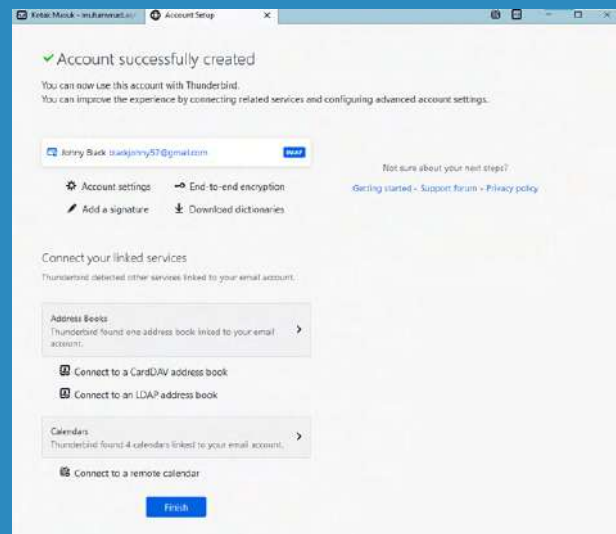 Account Setup
Account successfully created
You can now use this account with Thunderbird.
You can improve the experience by connecting related services and configuring advanced account settings.
Jonny Black blackjonny57@gmail.com IMAP
Account settings End-to-end encryption
Add a signature Download dictionaries
Not sure about your next steps?
Getting started - Support forum - Privacy policy
Connect your linked services
Thunderbird detected other services linked to your email account.
Address Books
Thunderbird found one address book linked to your email
account.
Connect to a CardDAV address book
Connect to an LDAP address book
Calendars
Thunderbird found 4 calendars linked to your email account.
Connect to a remote calendar
Finish